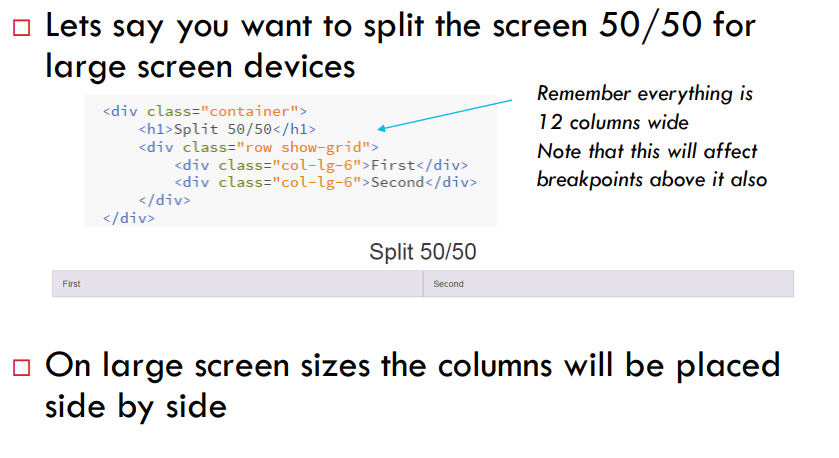 Lets say you want to split the screen 50/50 for
large screen devices
<div class="container">
<h1>Split 50/50</h1>
<div class="row show-grid">
<div class="col-lg-6">First</div>
<div class="col-lg-6">Second</div>
</div>
</div>
Remember everything is
12 columns wide
Note that this will affect
breakpoints above it also
Split 50/50
First Second
On large screen sizes the columns will be placed
side by side